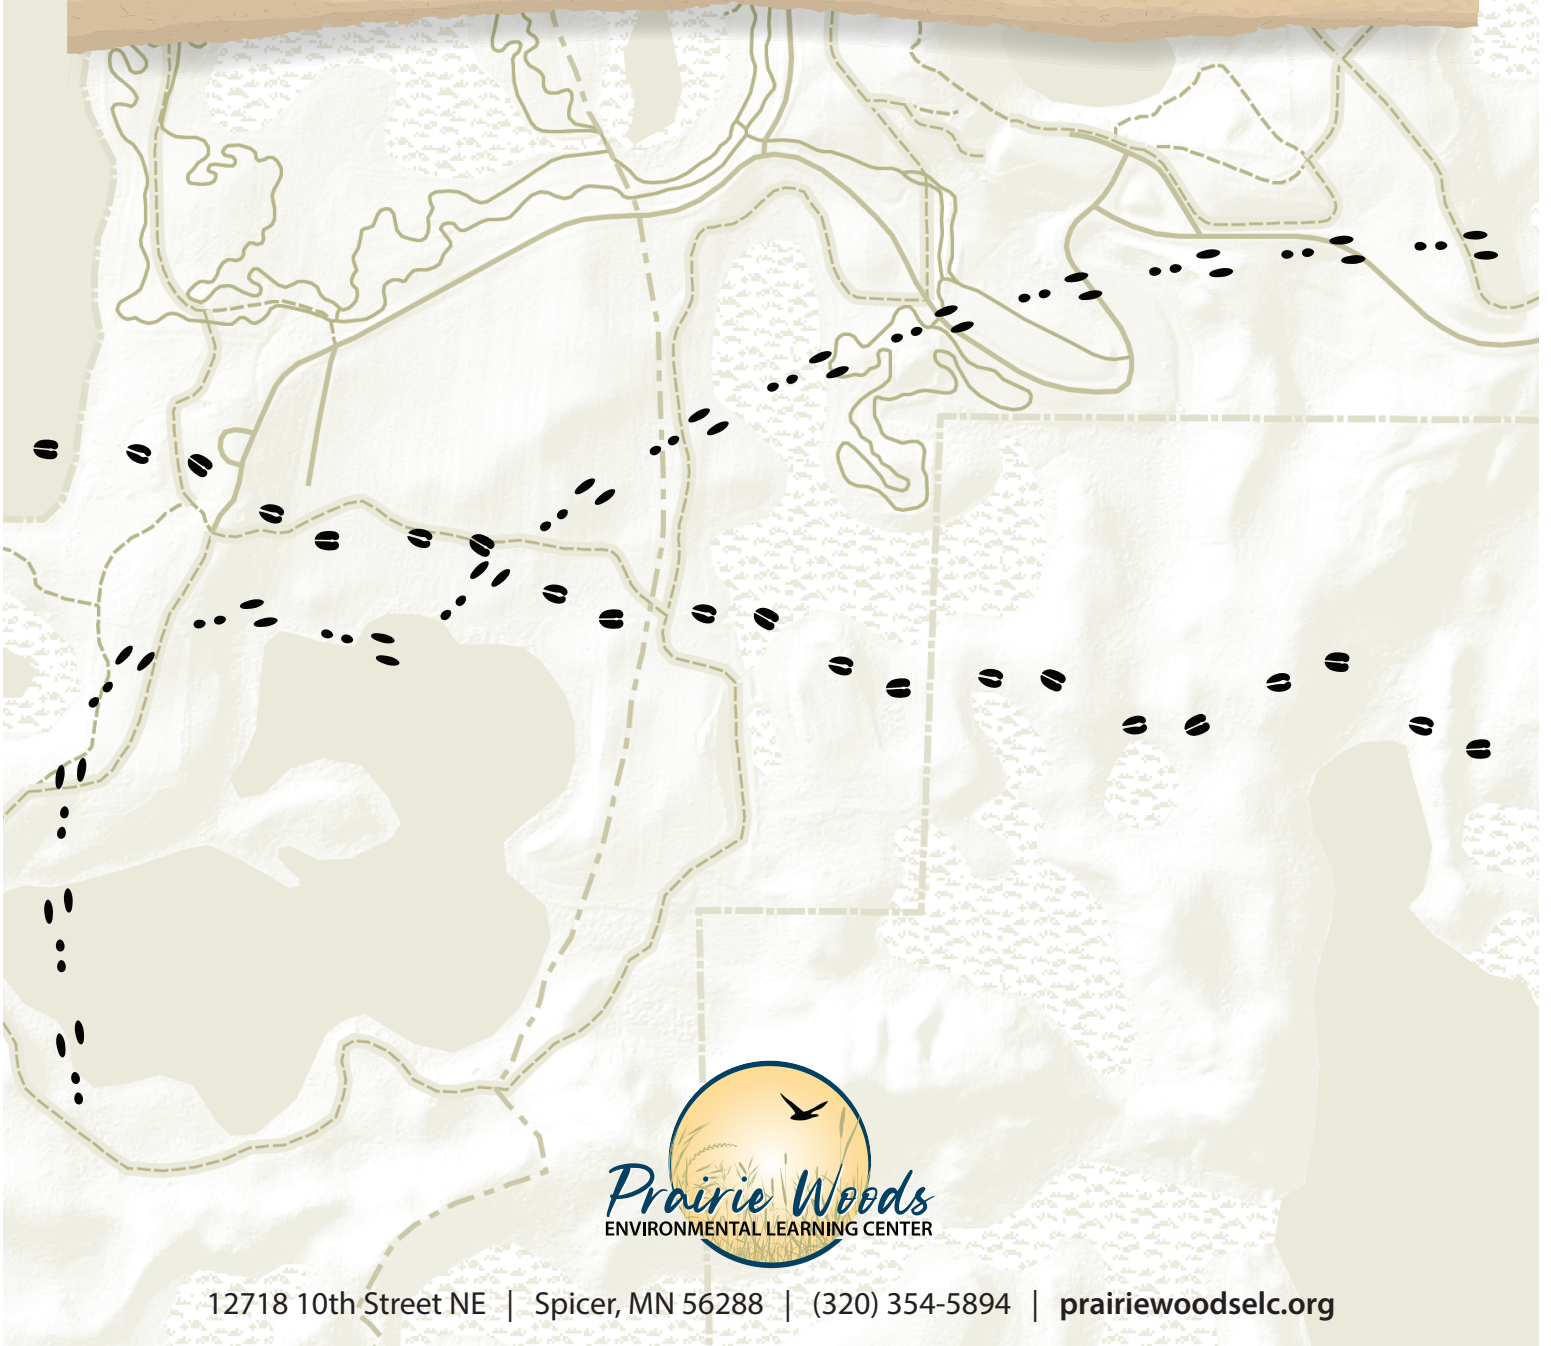 Prairie Woods
ENVIRONMENTAL LEARNING CENTER
12718 10th Street NE | Spicer, MN 56288 | (320) 354-5894 | prairiewoodselc.org